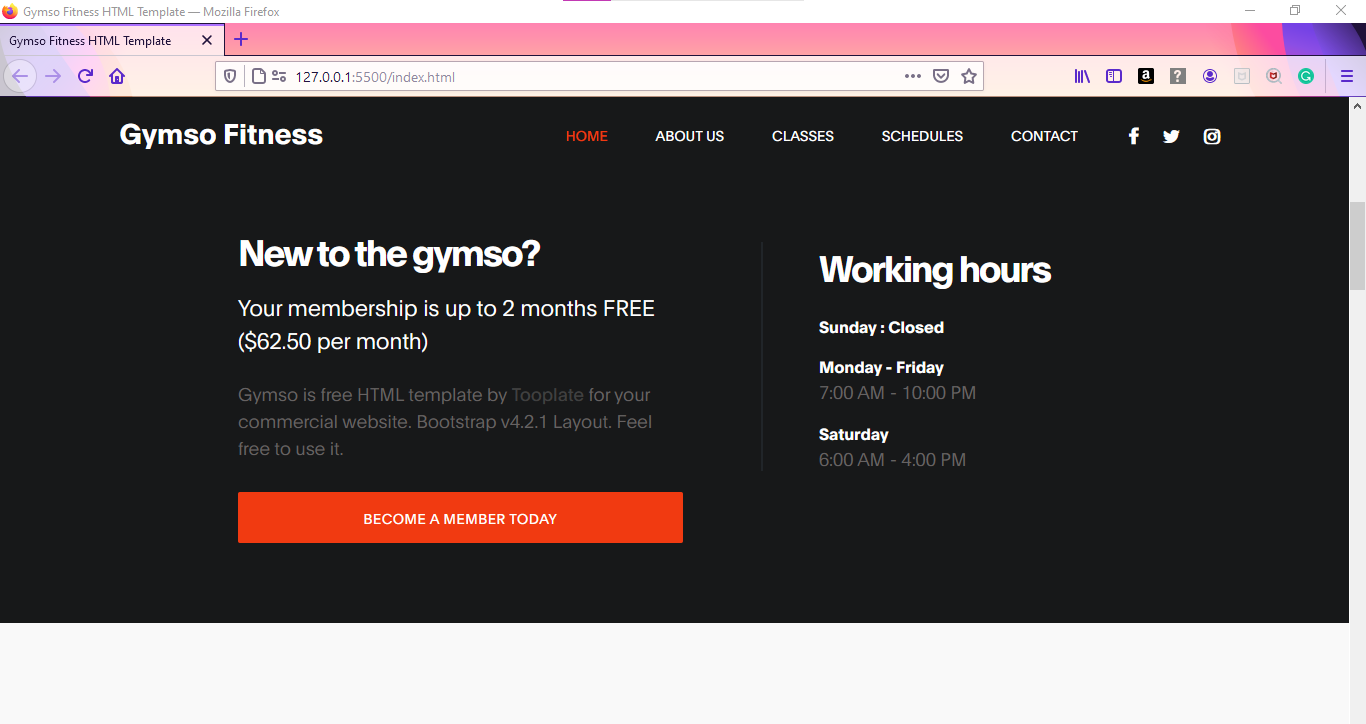 Gymso Fitness HTML Template — Mozilla Firefox
Gymso Fitness HTML Template
127.0.0.1:5500/index.html
Gymso Fitness
HOME ABOUT US CLASSES SCHEDULES CONTACT
New to the gymso?
Your membership is up to 2 months FREE
($62.50 per month)
Gymso is free HTML template by Tooplate for your
commercial website. Bootstrap v4.2.1 Layout. Feel
free to use it.
BECOME A MEMBER TODAY
Working hours
Sunday : Closed
Monday - Friday
7:00 AM - 10:00 PM
Saturday
6:00 AM - 4:00 PM